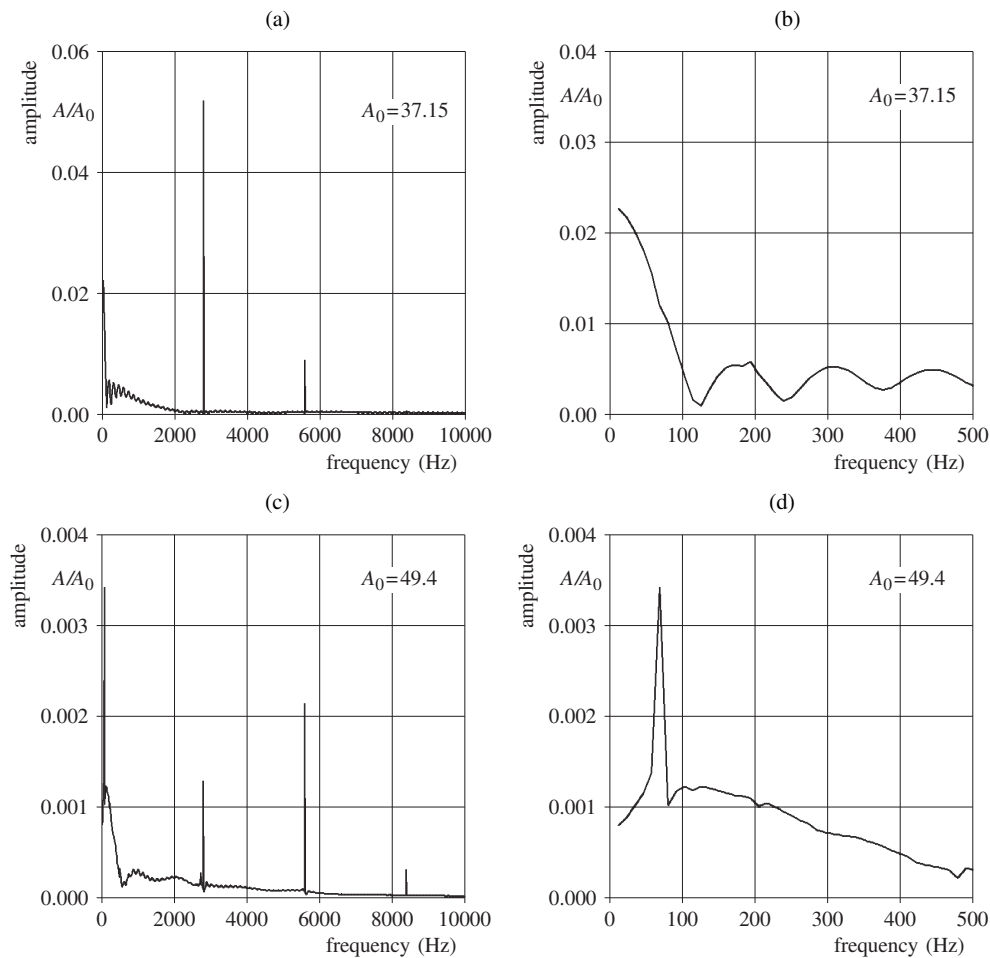 (a)
amplitude
A/A0
0.06
0.04
0.02
0.00
A0=37.15
0 2000 4000 6000 8000 10000
frequency (Hz)
(b)
amplitude
A/A0
0.04
0.03
0.02
0.01
0.00
A0=37.15
0 100 200 300 400 500
frequency (Hz)
(c)
amplitude
A/A0
0.004
0.003
0.002
0.001
0.000
A0=49.4
0 2000 4000 6000 8000 10000
frequency (Hz)
(d)
amplitude
A/A0
0.004
0.003
0.002
0.001
0.000
A0=49.4
0 100 200 300 400 500
frequency (Hz)